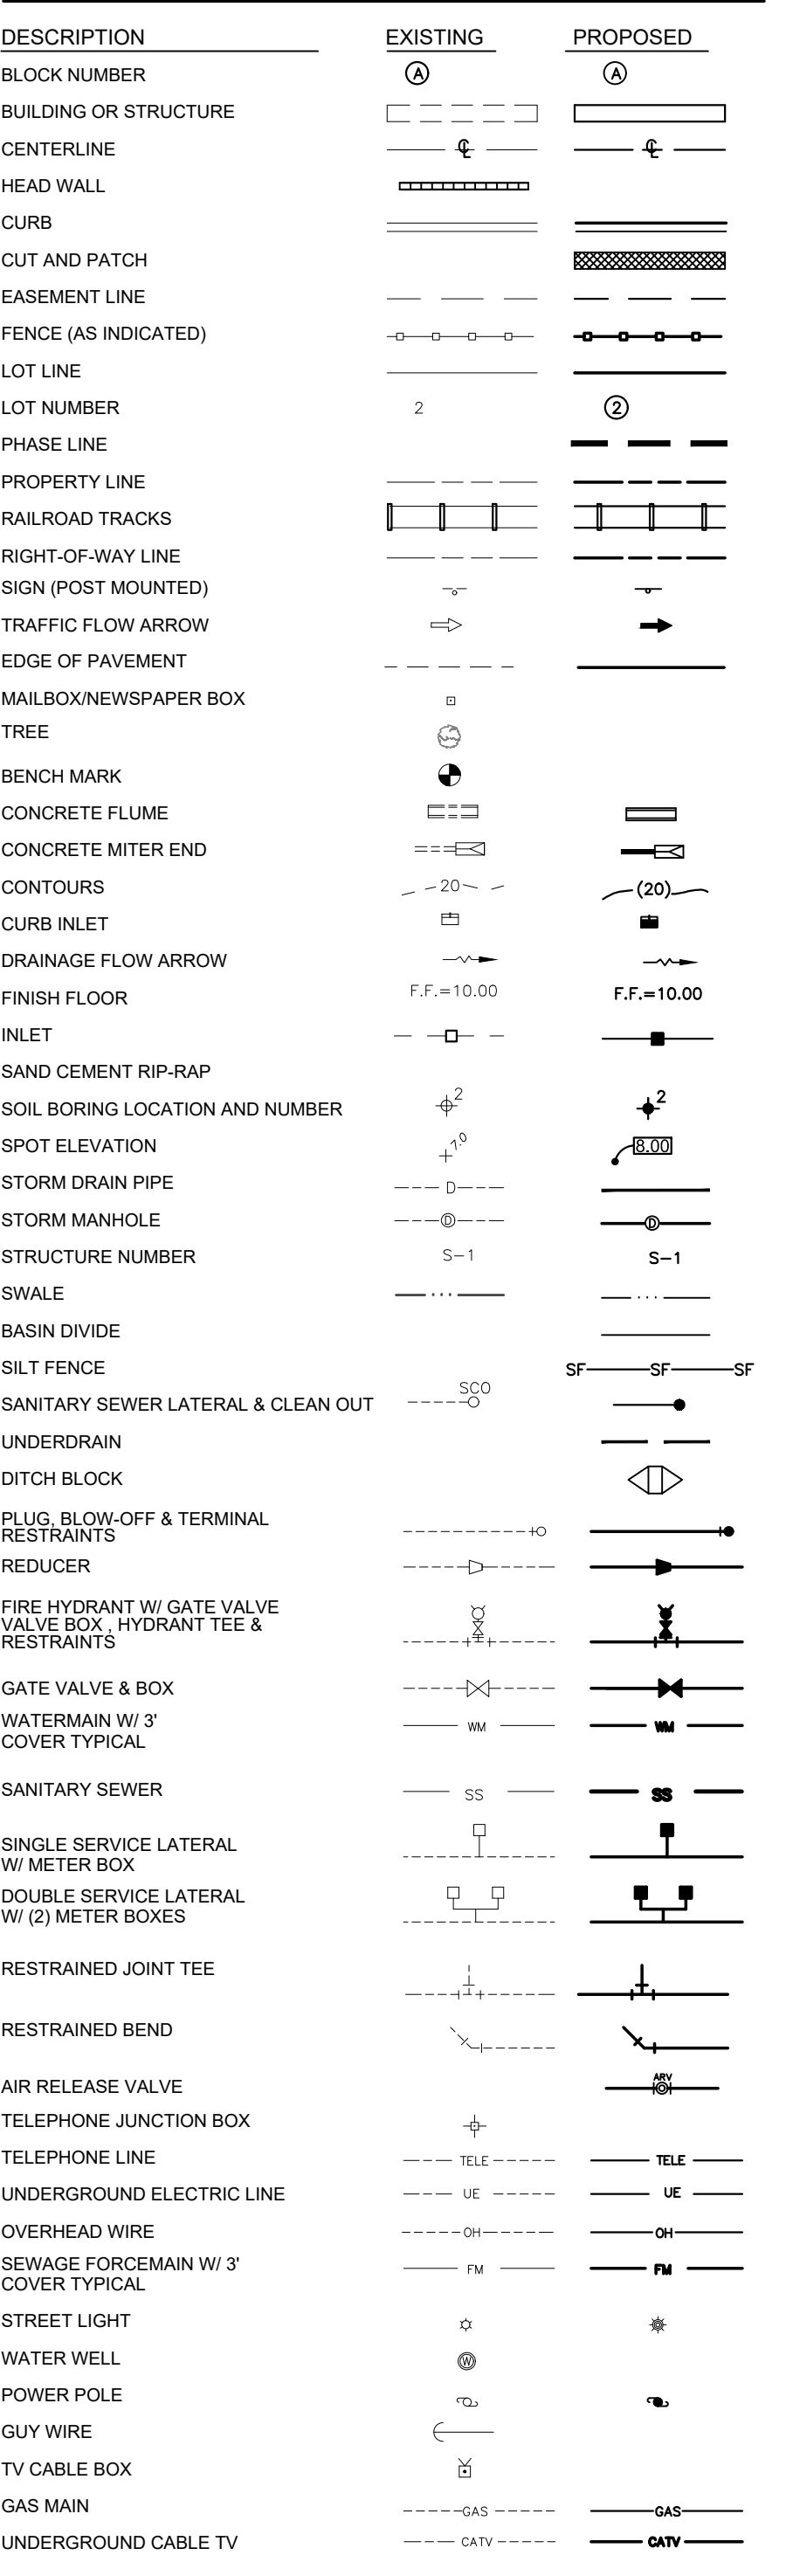 DESCRIPTION EXISTING PROPOSED
BLOCK NUMBER A A
BUILDING OR STRUCTURE
CENTERLINE ℄ ℄
HEAD WALL
CURB
CUT AND PATCH
EASEMENT LINE
FENCE (AS INDICATED)
LOT LINE
LOT NUMBER 2 2
PHASE LINE
PROPERTY LINE
RAILROAD TRACKS
RIGHT-OF-WAY LINE
SIGN (POST MOUNTED)
TRAFFIC FLOW ARROW
EDGE OF PAVEMENT
MAILBOX/NEWSPAPER BOX
TREE
BENCH MARK
CONCRETE FLUME
CONCRETE MITER END
CONTOURS 20 (20)
CURB INLET
DRAINAGE FLOW ARROW
FINISH FLOOR F.F.=10.00 F.F.=10.00
INLET
SAND CEMENT RIP-RAP
SOIL BORING LOCATION AND NUMBER 2 2
SPOT ELEVATION 7.0 8.00
STORM DRAIN PIPE D
STORM MANHOLE D D
STRUCTURE NUMBER S-1 S-1
SWALE
BASIN DIVIDE
SILT FENCE SF SF SF
SANITARY SEWER LATERAL & CLEAN OUT SCO
UNDERDRAIN
DITCH BLOCK
PLUG, BLOW-OFF & TERMINAL
RESTRAINTS
REDUCER
FIRE HYDRANT W/ GATE VALVE
VALVE BOX , HYDRANT TEE &
RESTRAINTS
GATE VALVE & BOX
WATERMAIN W/ 3' WM WM
COVER TYPICAL
SANITARY SEWER SS SS
SINGLE SERVICE LATERAL
W/ METER BOX
DOUBLE SERVICE LATERAL
W/ (2) METER BOXES
RESTRAINED JOINT TEE
RESTRAINED BEND
AIR RELEASE VALVE ARV
TELEPHONE JUNCTION BOX
TELEPHONE LINE TELE TELE
UNDERGROUND ELECTRIC LINE UE UE
OVERHEAD WIRE OH OH
SEWAGE FORCEMAIN W/ 3' FM FM
COVER TYPICAL
STREET LIGHT
WATER WELL W
POWER POLE
GUY WIRE
TV CABLE BOX
GAS MAIN GAS GAS
UNDERGROUND CABLE TV CATV CATV